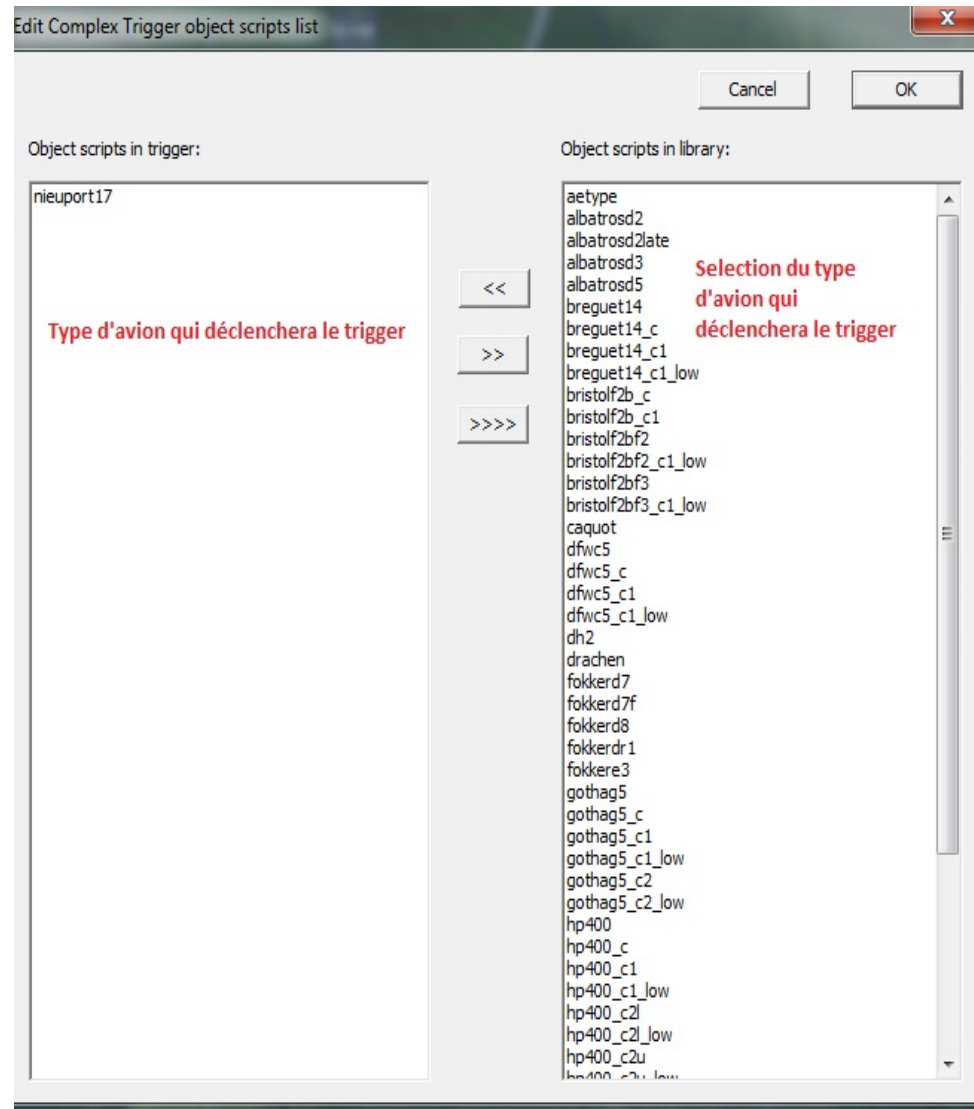 Edit Complex Trigger object scripts list
Cancel
OK
Object scripts in trigger:
Object scripts in library:
nieuport17
Type d'avion qui déclenchera le trigger
<<
>>
>>>>
aetype
albatrosd2
albatrosd2late
albatrosd3
albatrosd5
breguet14
breguet14_c
breguet14_c1
breguet14_c1_low
bristolf2b_c
bristolf2b_c1
bristolf2bf2
bristolf2bf2_c1_low
bristolf2bf3
bristolf2bf3_c1_low
caquot
dfwc5
dfwc5_c
dfwc5_c1
dfwc5_c1_low
dh2
drachen
fokkerd7
fokkerd7f
fokkerd8
fokkerdr1
fokkere3
gothag5
gothag5_c
gothag5_c1
gothag5_c1_low
gothag5_c2
gothag5_c2_low
hp400
hp400_c
hp400_c1
hp400_c1_low
hp400_c2l
hp400_c2l_low
hp400_c2u
hp400_c2u_low
Selection du type
d'avion qui
déclenchera le trigger